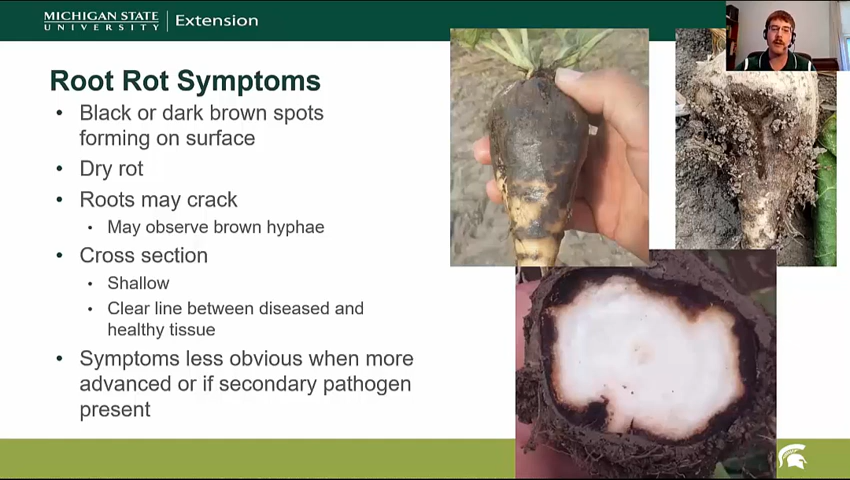 MICHIGAN STATE
UNIVERSITY
Extension
Root Rot Symptoms
• Black or dark brown spots
forming on surface
• Dry rot
• Roots may crack
• May observe brown hyphae
• Cross section
• Shallow
• Clear line between diseased and
healthy tissue
• Symptoms less obvious when more
advanced or if secondary pathogen
present